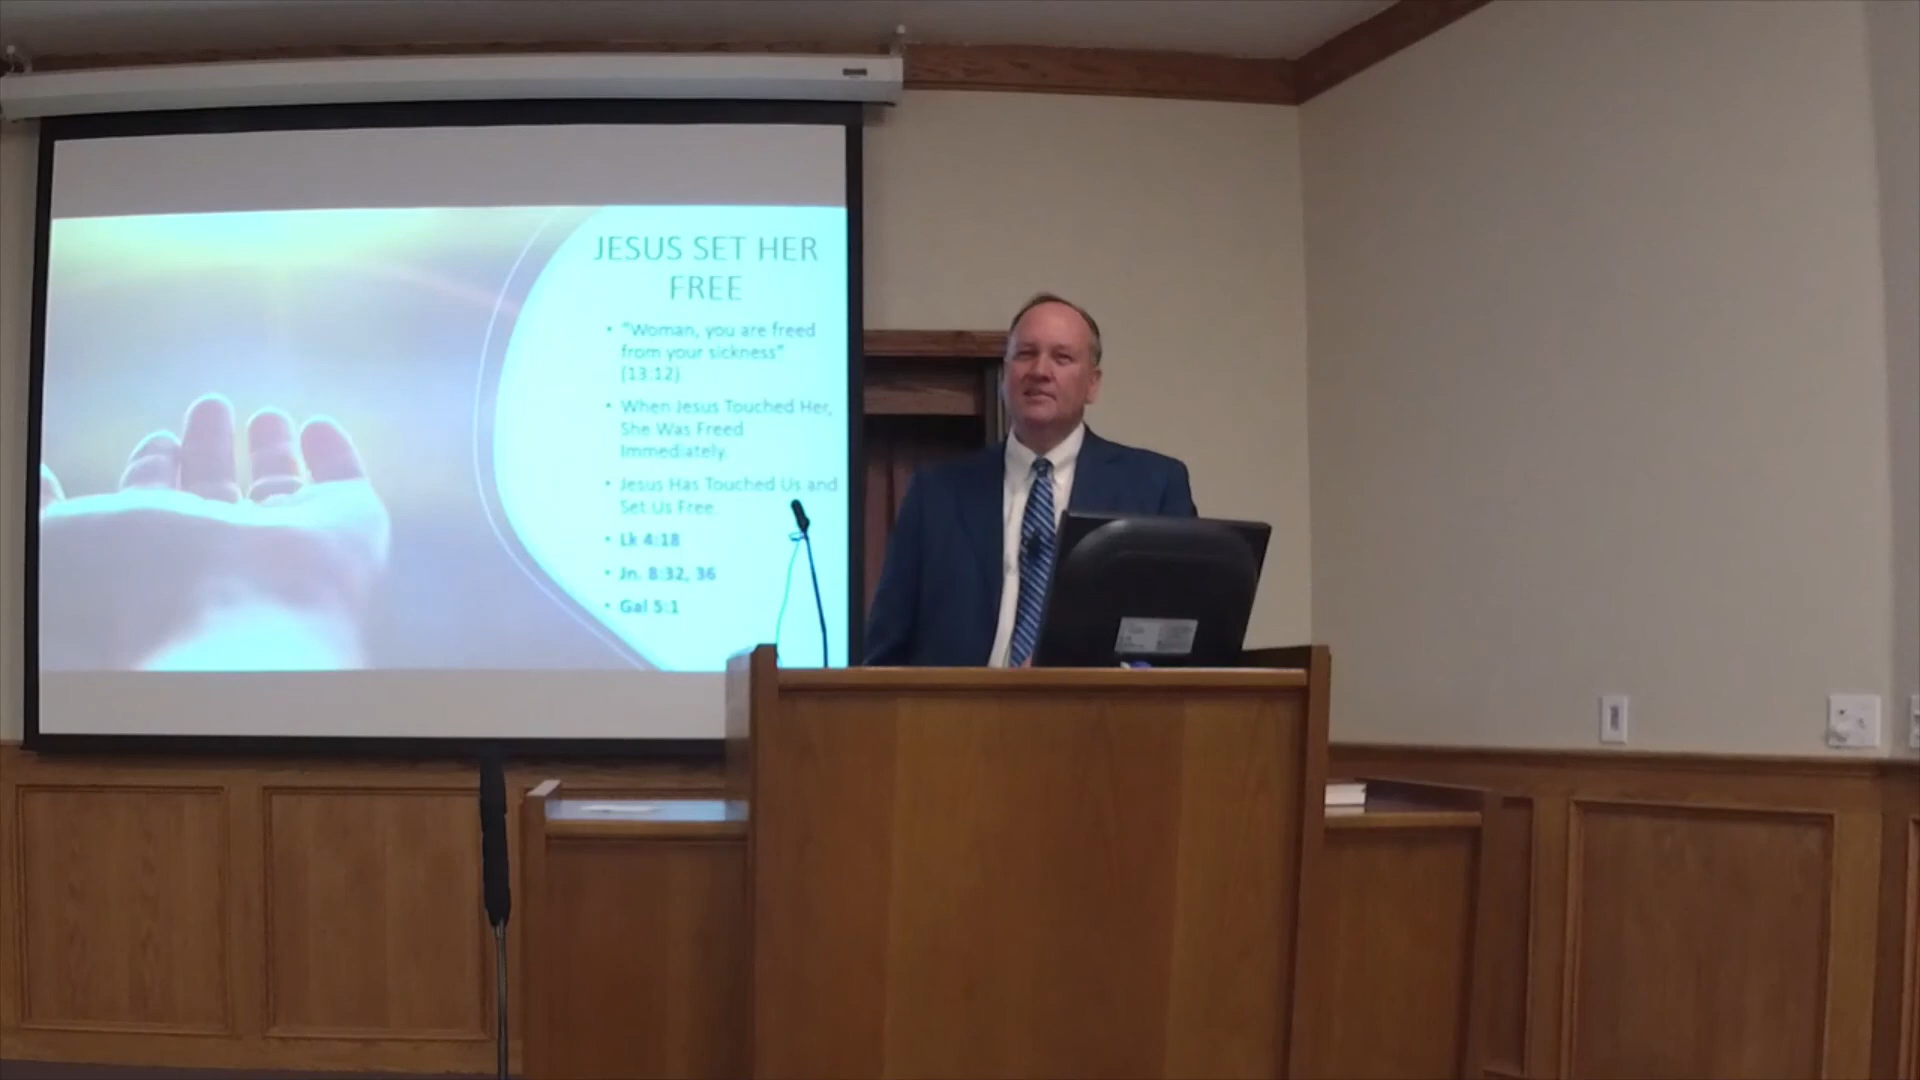 JESUS SET HER
FREE
• "Woman, you are freed
from your sickness"
(13:12)
• When Jesus Touched Her,
She Was Freed
Immediately.
• Jesus Has Touched Us and
Set Us Free.
• Lk 4:18
• Jn. 8:32, 36
• Gal 5:1